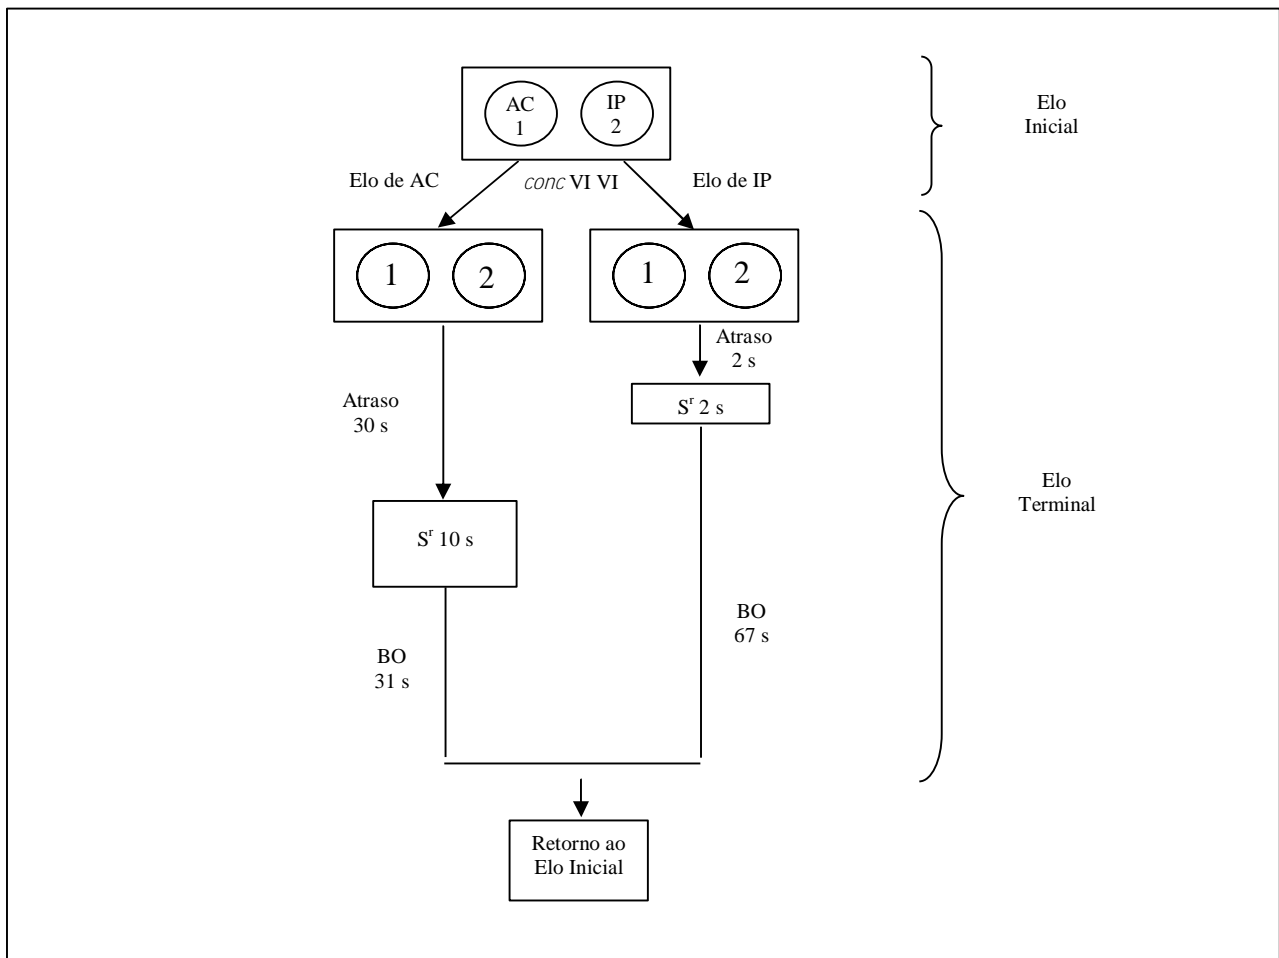 AC
1
IP
2
Elo
Inicial
Elo de AC
conc VI VI
Elo de IP
1
2
1
2
Atraso
2 s
Sʳ 2 s
Atraso
30 s
Sʳ 10 s
Elo
Terminal
BO
67 s
BO
31 s
Retorno ao
Elo Inicial